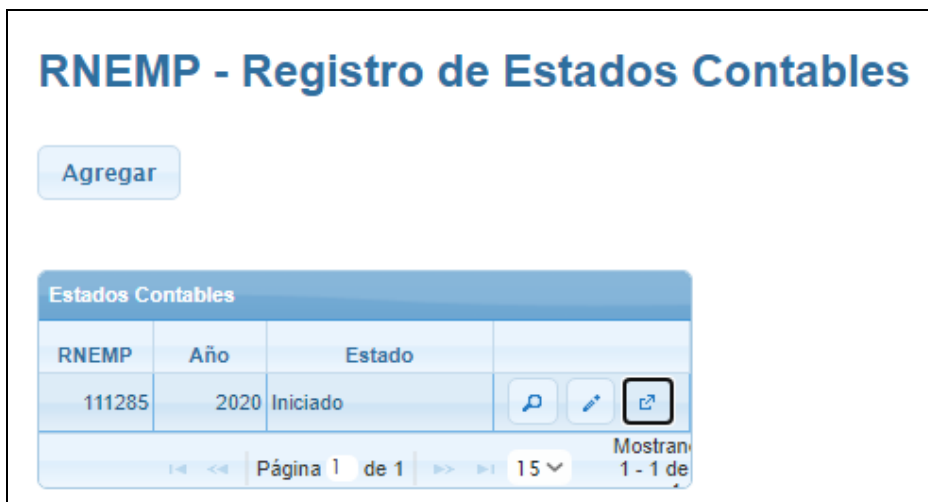 RNEMP - Registro de Estados Contables
Agregar
Estados Contables
RNEMP Año Estado
111285 2020 Iniciado
Página 1 de 1 15 Mostran
1 - 1 de